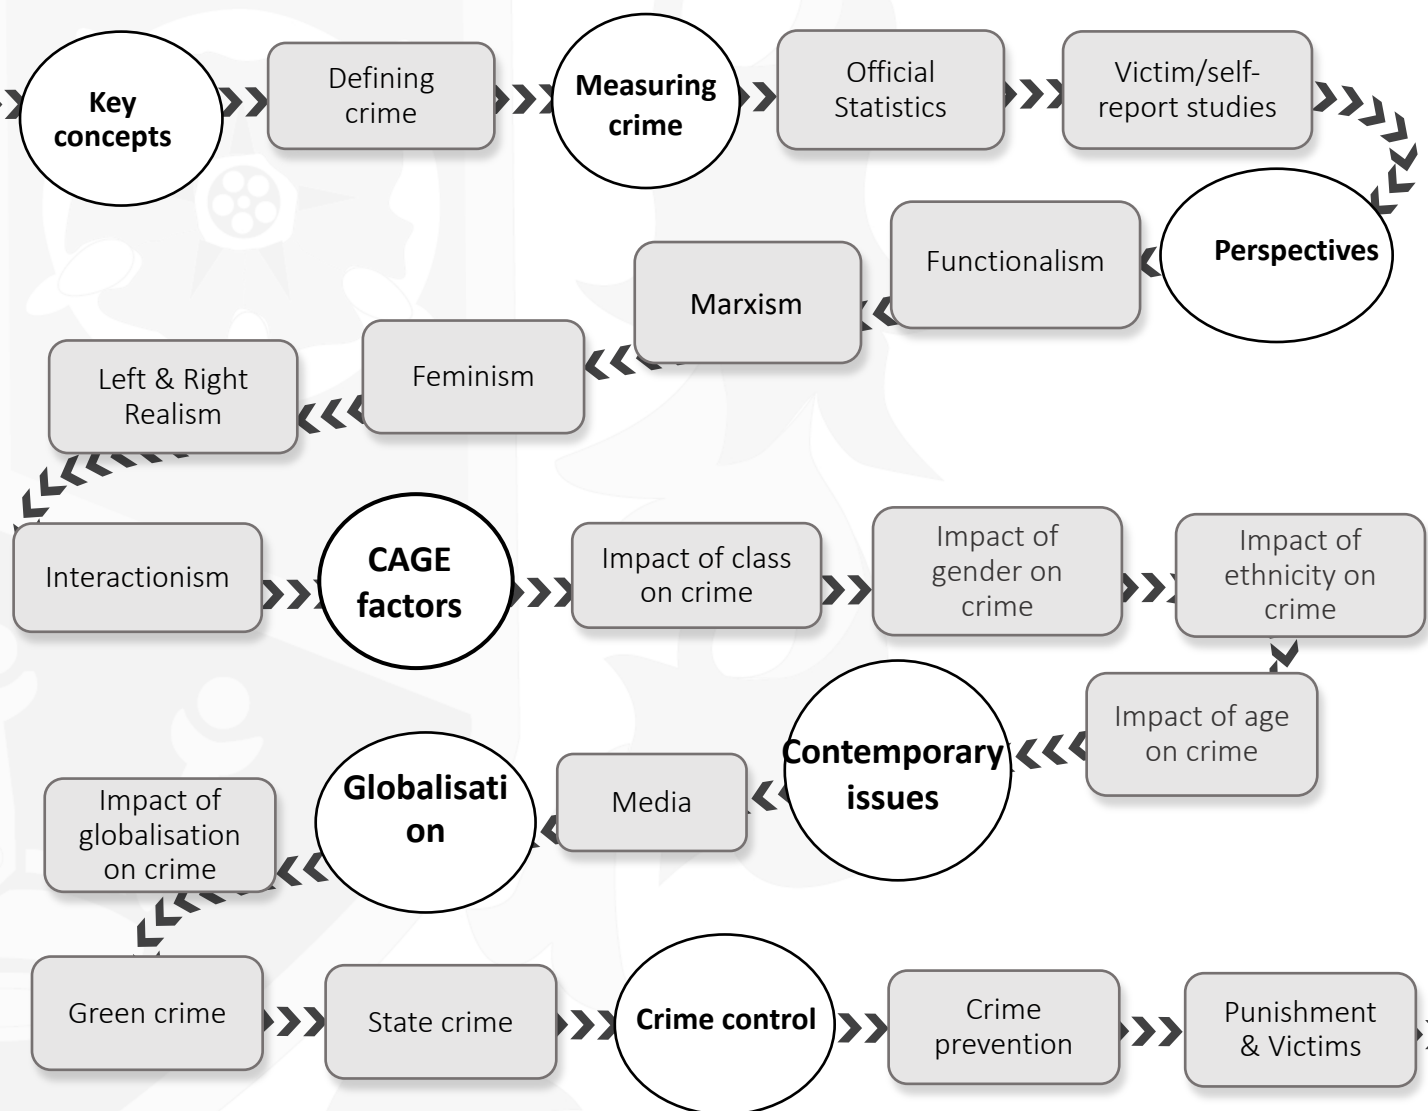 Key
concepts
Defining
crime
Measuring
crime
Official
Statistics
Victim/self-
report studies
Perspectives
Functionalism
Marxism
Feminism
Left & Right
Realism
Interactionism
CAGE
factors
Impact of class
on crime
Impact of
gender on
crime
Impact of
ethnicity on
crime
Impact of age
on crime
Contemporary
issues
Media
Globalisati
on
Impact of
globalisation
on crime
Green crime
State crime
Crime control
Crime
prevention
Punishment
& Victims